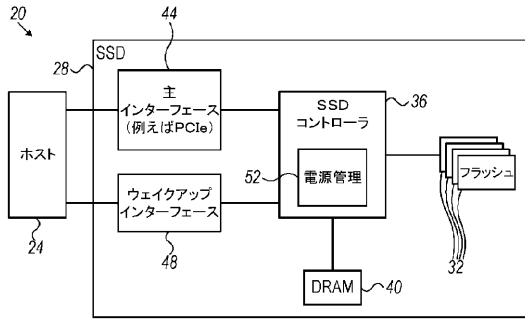 20
44
28
SSD
主
インターフェース
(例えばPCIe)
SSD
コントローラ
36
ホスト
52
電源管理
フラッシュ
ウェイクアップ
インターフェース
24
48
32
DRAM
40